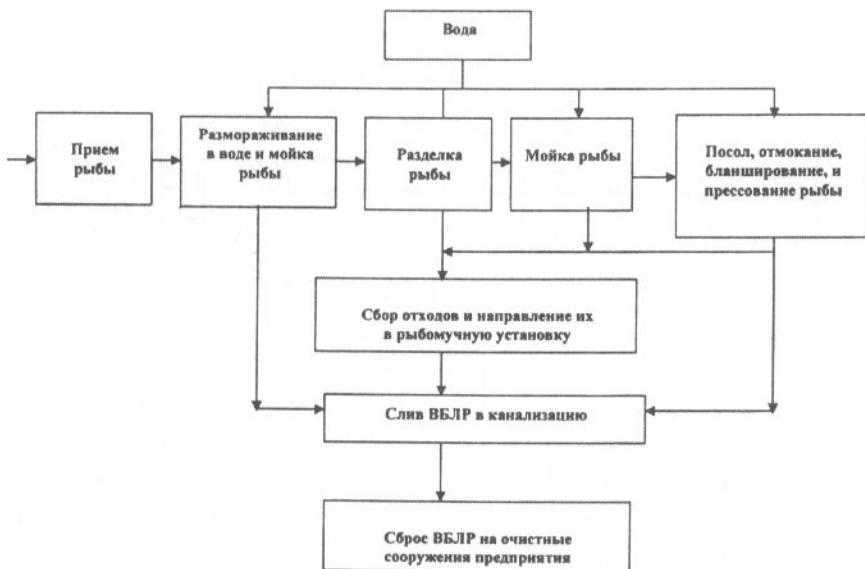 Вода
Прием
рыбы
Размораживание
в воде и мойка
рыбы
Разделка
рыбы
Мойка рыбы
Посол, отмокание,
бланширование, и
прессование рыбы
Сбор отходов и направление их
в рыбомучную установку
Слив ВБЛР в канализацию
Сброс ВБЛР на очистные
сооружения предприятия